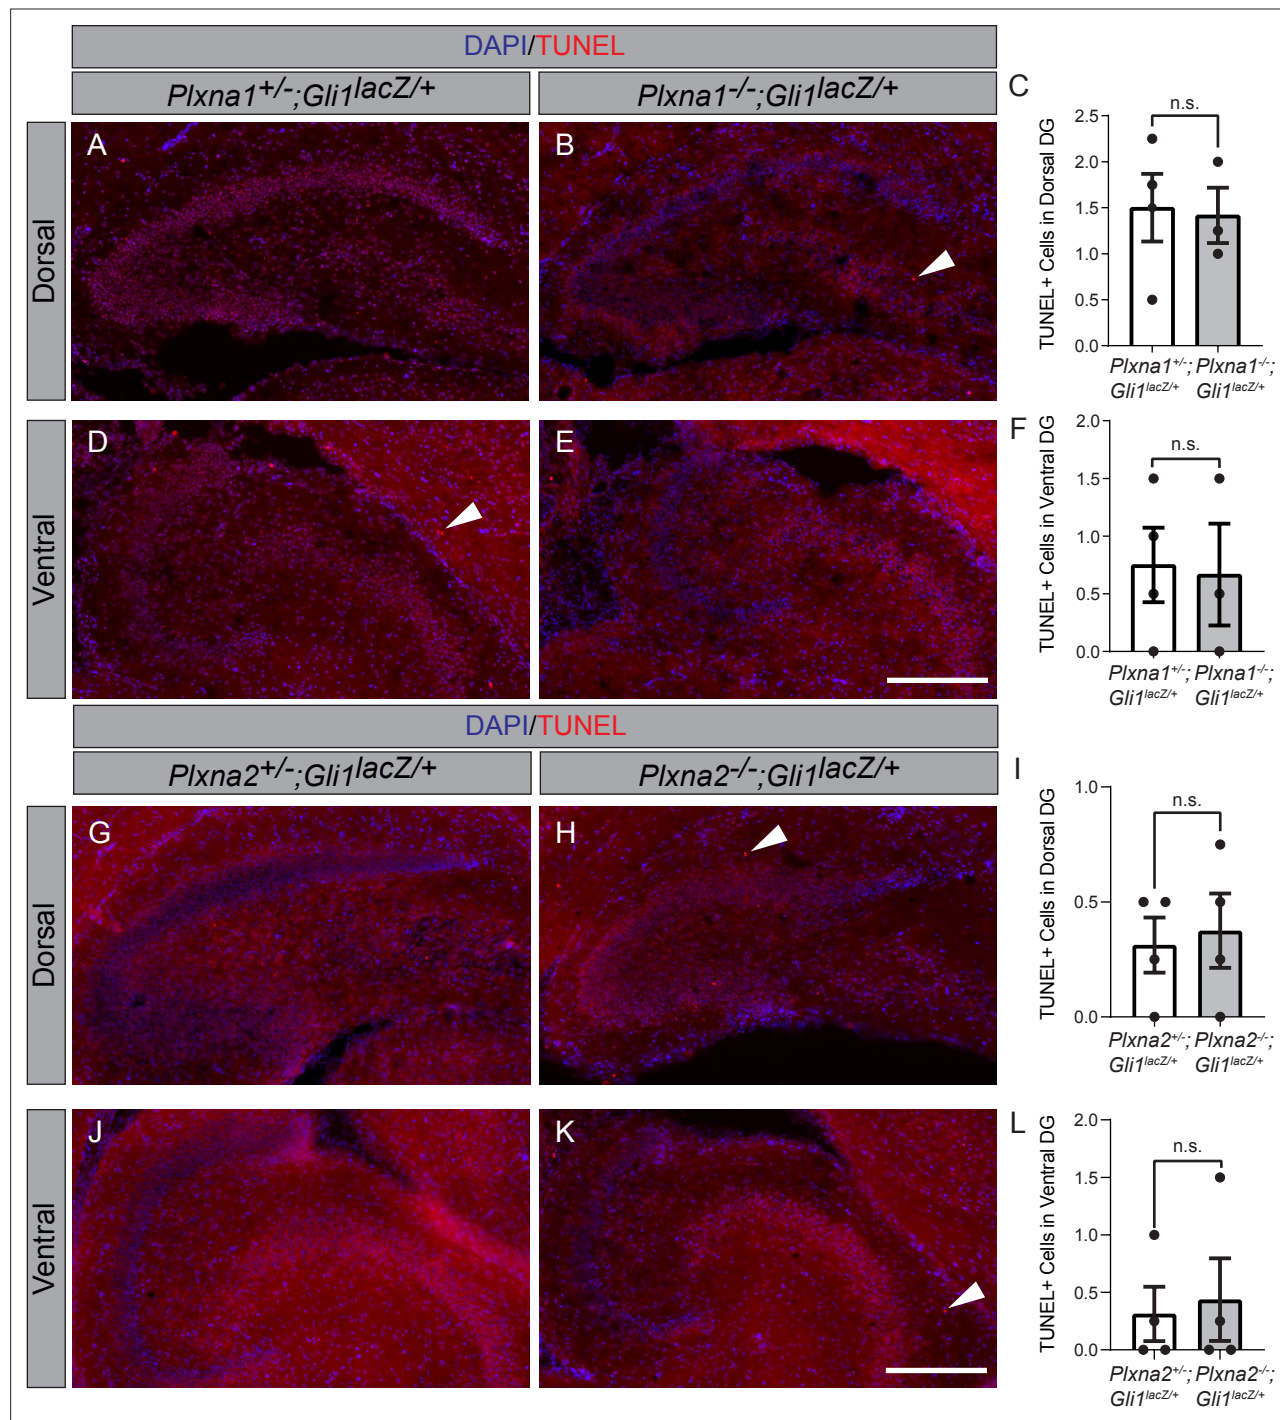 DAPI/TUNEL
Plxna1+/-;Gli1lacZ/+ Plxna1-/-;Gli1lacZ/+
Dorsal
A
B
C
TUNEL+ Cells in Dorsal DG
2.5
2.0
1.5
1.0
0.5
0.0
n.s.
Plxna1+/-; Plxna1-/-;
Gli1lacZ/+ Gli1lacZ/+
Ventral
D
E
F
TUNEL+ Cells in Ventral DG
2.0
1.5
1.0
0.5
0.0
n.s.
Plxna1+/-; Plxna1-/-;
Gli1lacZ/+ Gli1lacZ/+
DAPI/TUNEL
Plxna2+/-;Gli1lacZ/+ Plxna2-/-;Gli1lacZ/+
Dorsal
G
H
I
TUNEL+ Cells in Dorsal DG
1.0
0.5
0.0
n.s.
Plxna2+/-; Plxna2-/-;
Gli1lacZ/+ Gli1lacZ/+
Ventral
J
K
L
TUNEL+ Cells in Ventral DG
2.0
1.5
1.0
0.5
0.0
n.s.
Plxna2+/-; Plxna2-/-;
Gli1lacZ/+ Gli1lacZ/+